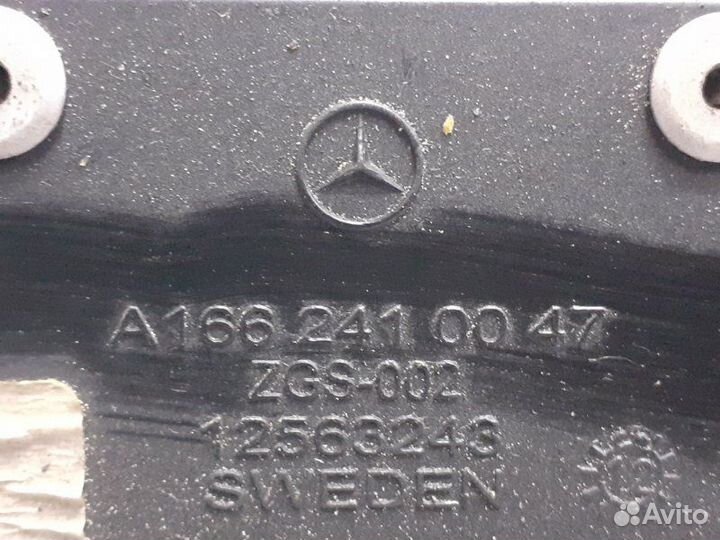 A166 241 00 47
ZGS-002
12563243
SWEDEN
Avito